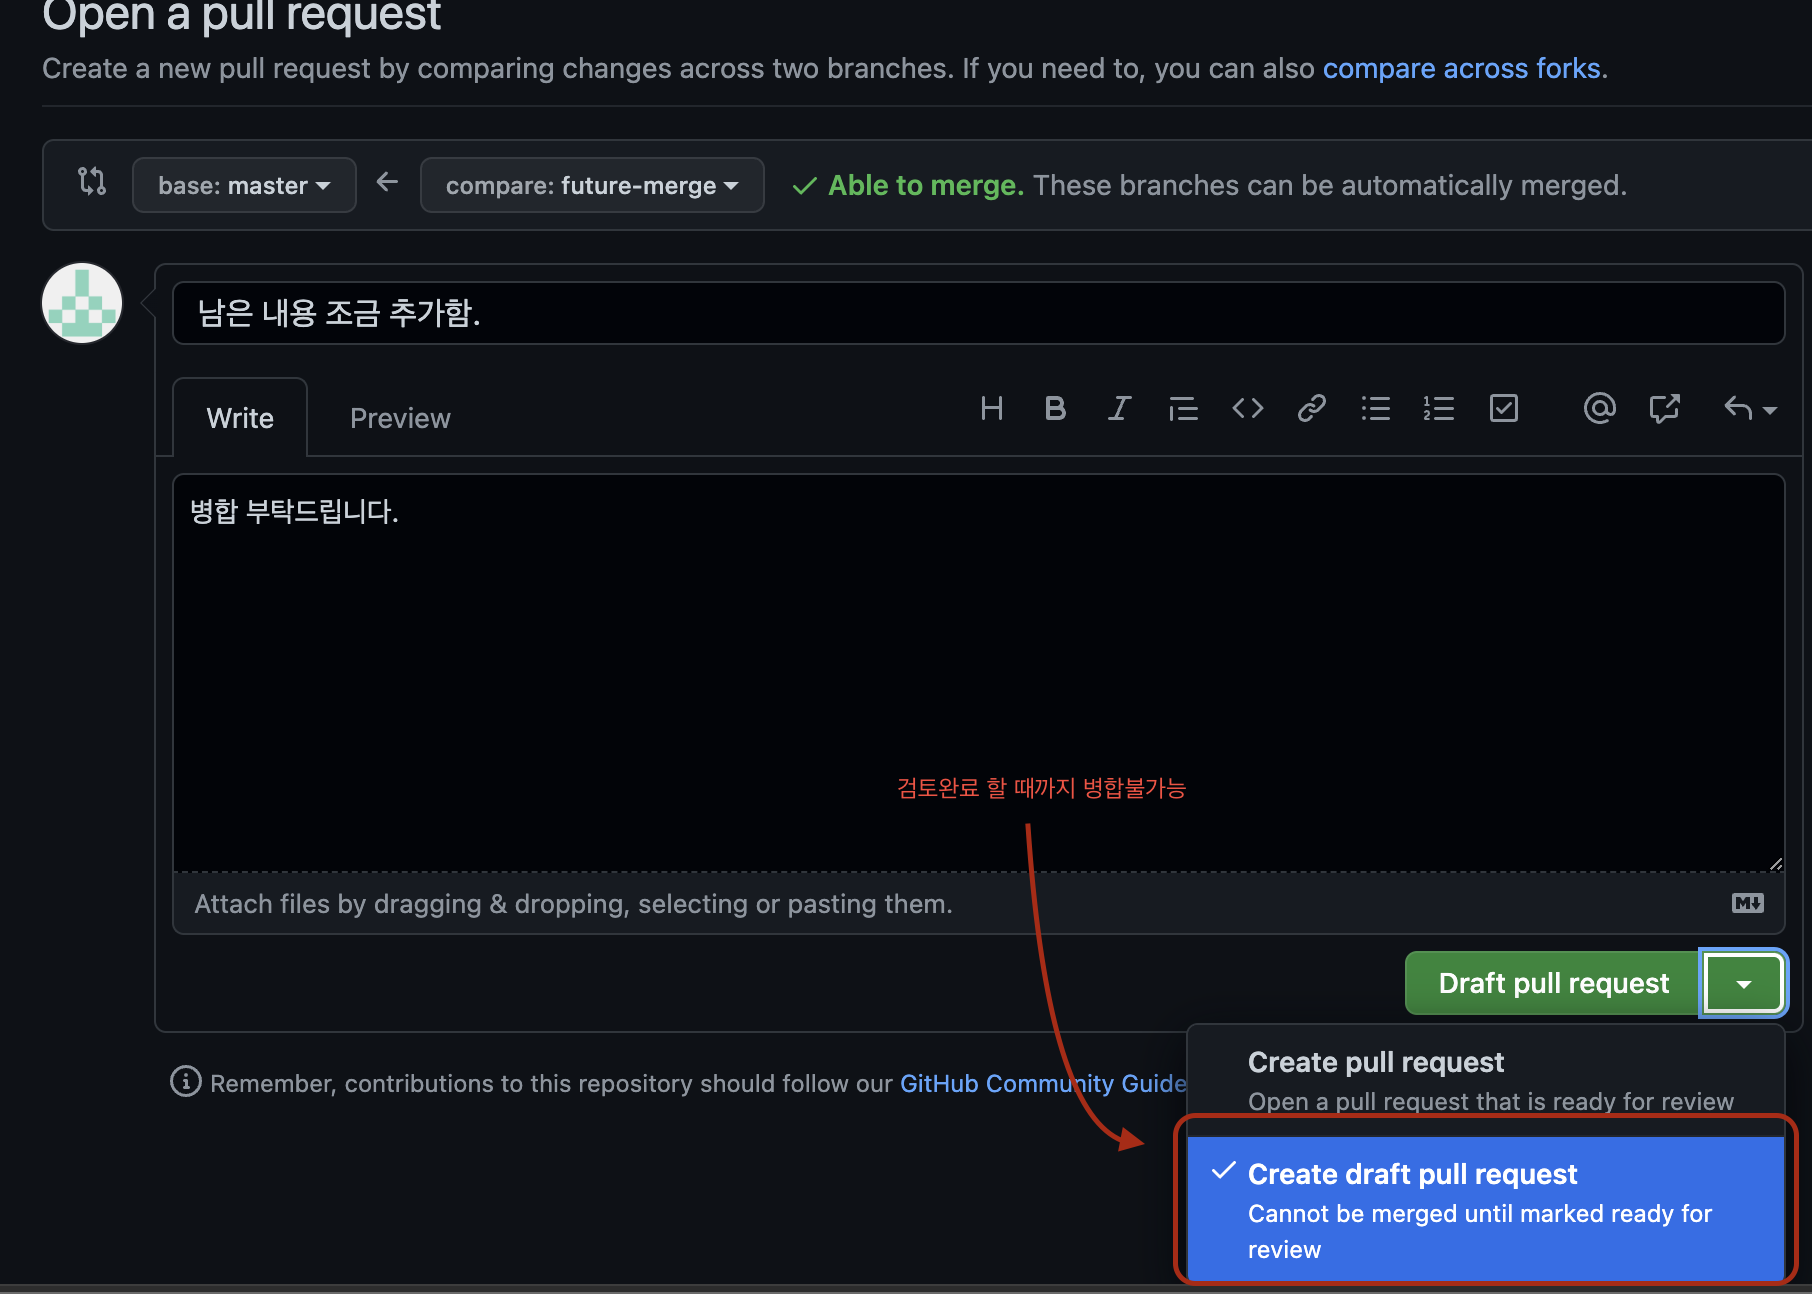 Open a pull request
Create a new pull request by comparing changes across two branches. If you need to, you can also compare across forks.
base: master
compare: future-merge
Able to merge. These branches can be automatically merged.
남은 내용 조금 추가함.
Write
Preview
병합 부탁드립니다.
검토완료 할 때까지 병합불가능
Attach files by dragging & dropping, selecting or pasting them.
Draft pull request
Remember, contributions to this repository should follow our GitHub Community Guide
Create pull request
Open a pull request that is ready for review
Create draft pull request
Cannot be merged until marked ready for
review